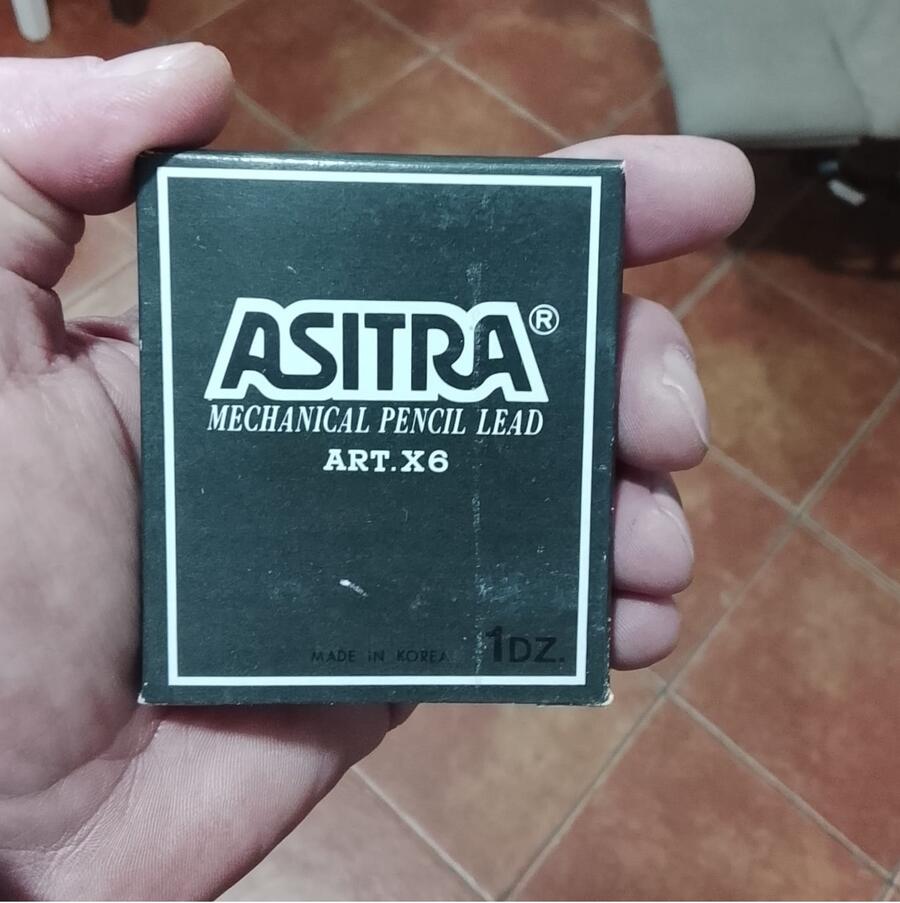 ASITRA®
MECHANICAL PENCIL LEAD
ART.X6
MADE iN KOREA 1DZ.